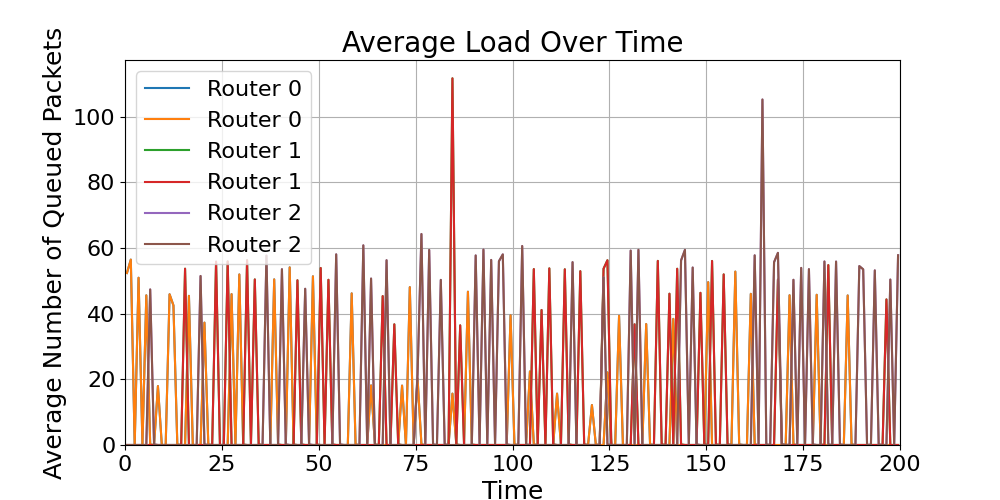 Average Load Over Time
Average Number of Queued Packets
Router 0
Router 0
Router 1
Router 1
Router 2
Router 2
100
80
60
40
20
0
0 25 50 75 100 125 150 175 200
Time